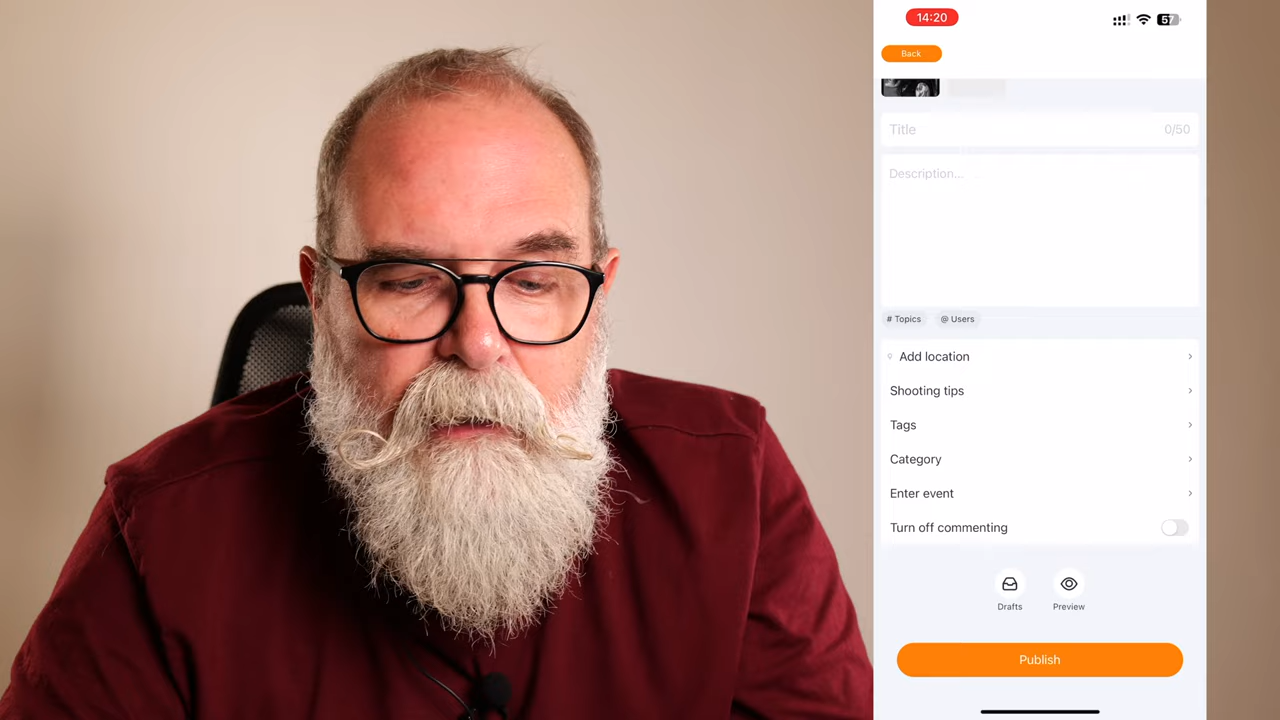 14:20
57
Back
Title 0/50
Description...
# Topics @ Users
Add location
Shooting tips
Tags
Category
Enter event
Turn off commenting
Drafts Preview
Publish